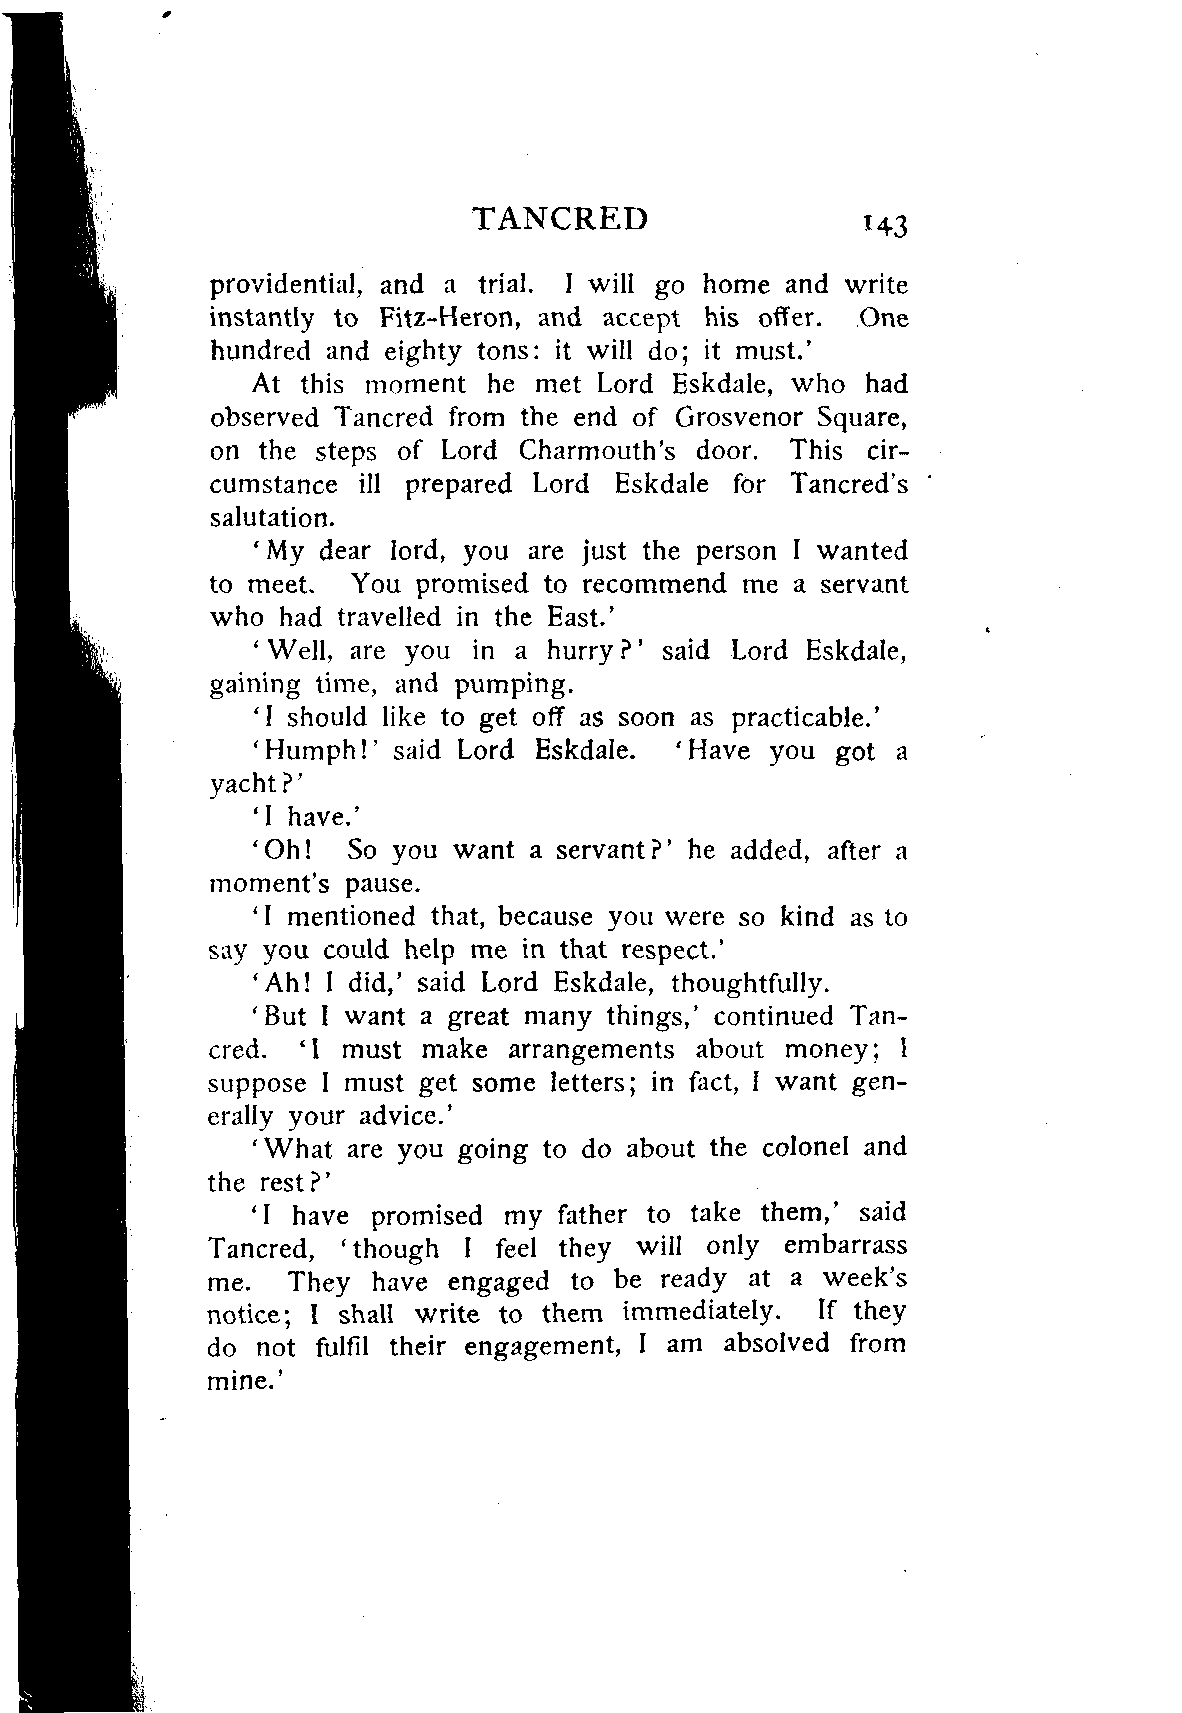 TANCRED 143
providential, and a trial. I will go home and write
instantly to Fitz-Heron, and accept his offer. One
hundred and eighty tons: it will do; it must.'
At this moment he met Lord Eskdale, who had
observed Tancred from the end of Grosvenor Square,
on the steps of Lord Charmouth's door. This cir-
cumstance ill prepared Lord Eskdale for Tancred's
salutation.
'My dear lord, you are just the person I wanted
to meet. You promised to recommend me a servant
who had travelled in the East.'
'Well, are you in a hurry?' said Lord Eskdale,
gaining time, and pumping.
'I should like to get off as soon as practicable.'
'Humph!' said Lord Eskdale. 'Have you got a
yacht?'
'I have.'
'Oh! So you want a servant?' he added, after a
moment's pause.
'I mentioned that, because you were so kind as to
say you could help me in that respect.'
'Ah! I did,' said Lord Eskdale, thoughtfully.
'But I want a great many things,' continued Tan-
cred. 'I must make arrangements about money; I
suppose I must get some letters; in fact, I want gen-
erally your advice.'
'What are you going to do about the colonel and
the rest?'
'I have promised my father to take them,' said
Tancred, 'though I feel they will only embarrass
me. They have engaged to be ready at a week's
notice; I shall write to them immediately. If they
do not fulfil their engagement, I am absolved from
mine.'